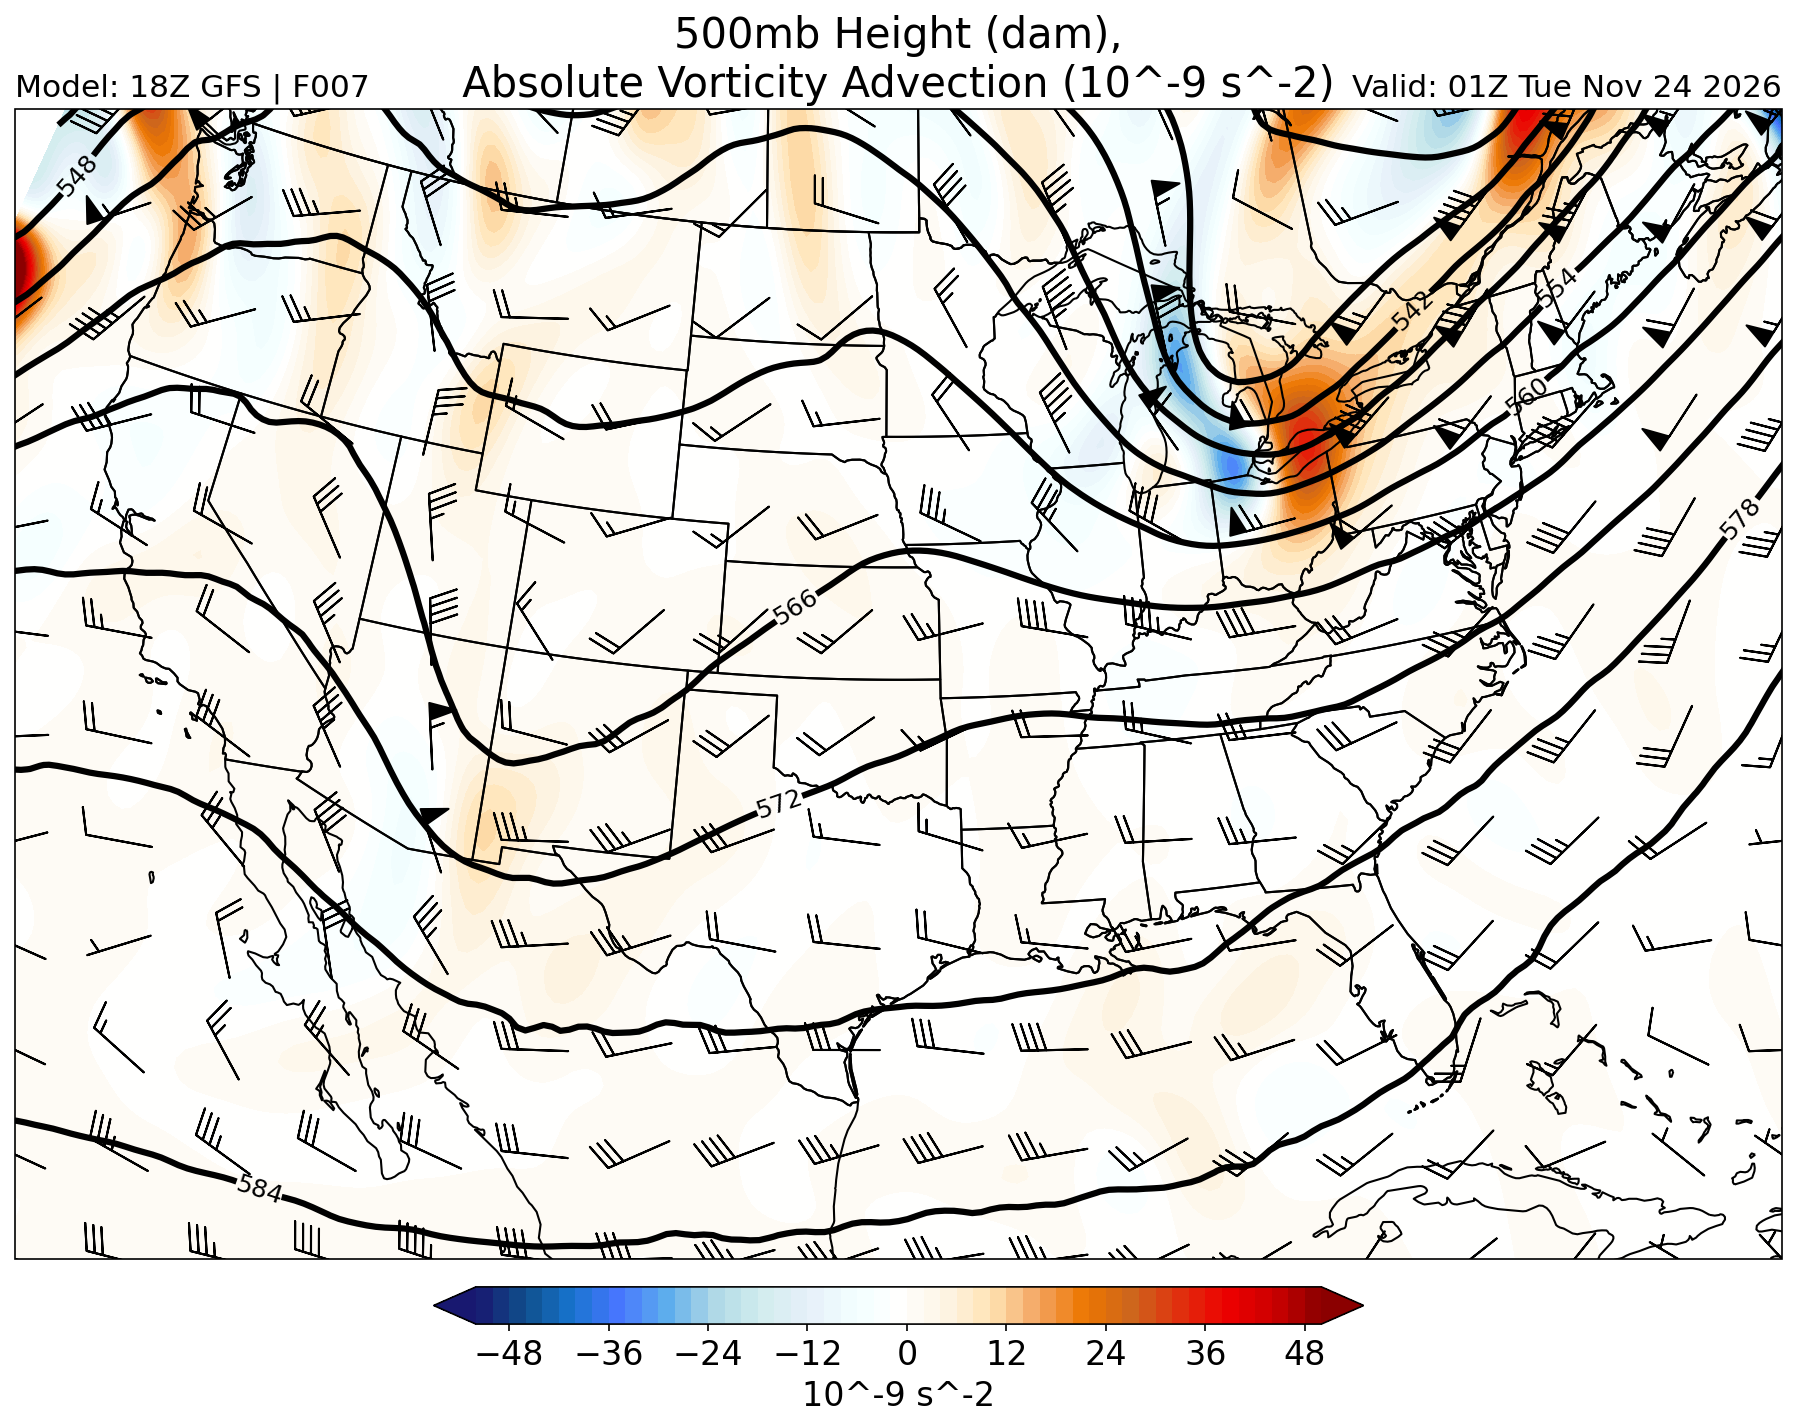 500mb Height (dam),
Model: 18Z GFS | F007
Absolute Vorticity Advection (10^-9 s^-2)
Valid: 01Z Tue Nov 24 2026
548
542
554
560
578
566
572
584
−48 −36 −24 −12 0 12 24 36 48
10^-9 s^-2